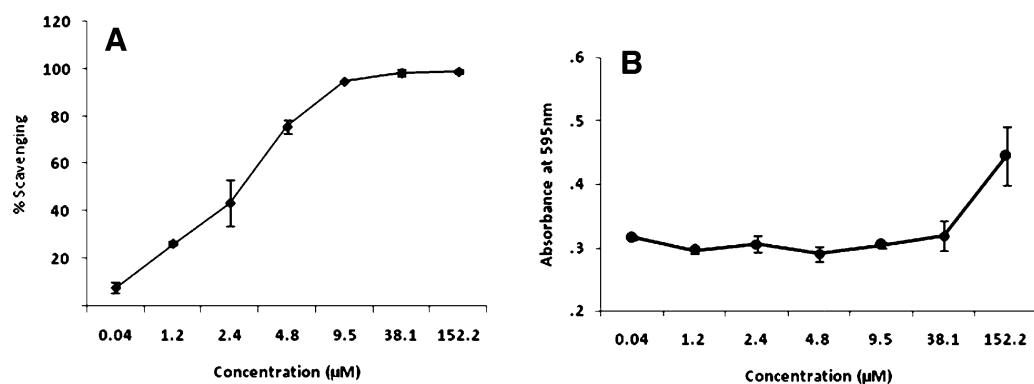 A
120
100
80
60
40
20
% Scavenging
0.04 1.2 2.4 4.8 9.5 38.1 152.2
Concentration (µM)
B
.6
.5
.4
.3
.2
Absorbance at 595nm
0.04 1.2 2.4 4.8 9.5 38.1 152.2
Concentration (µM)